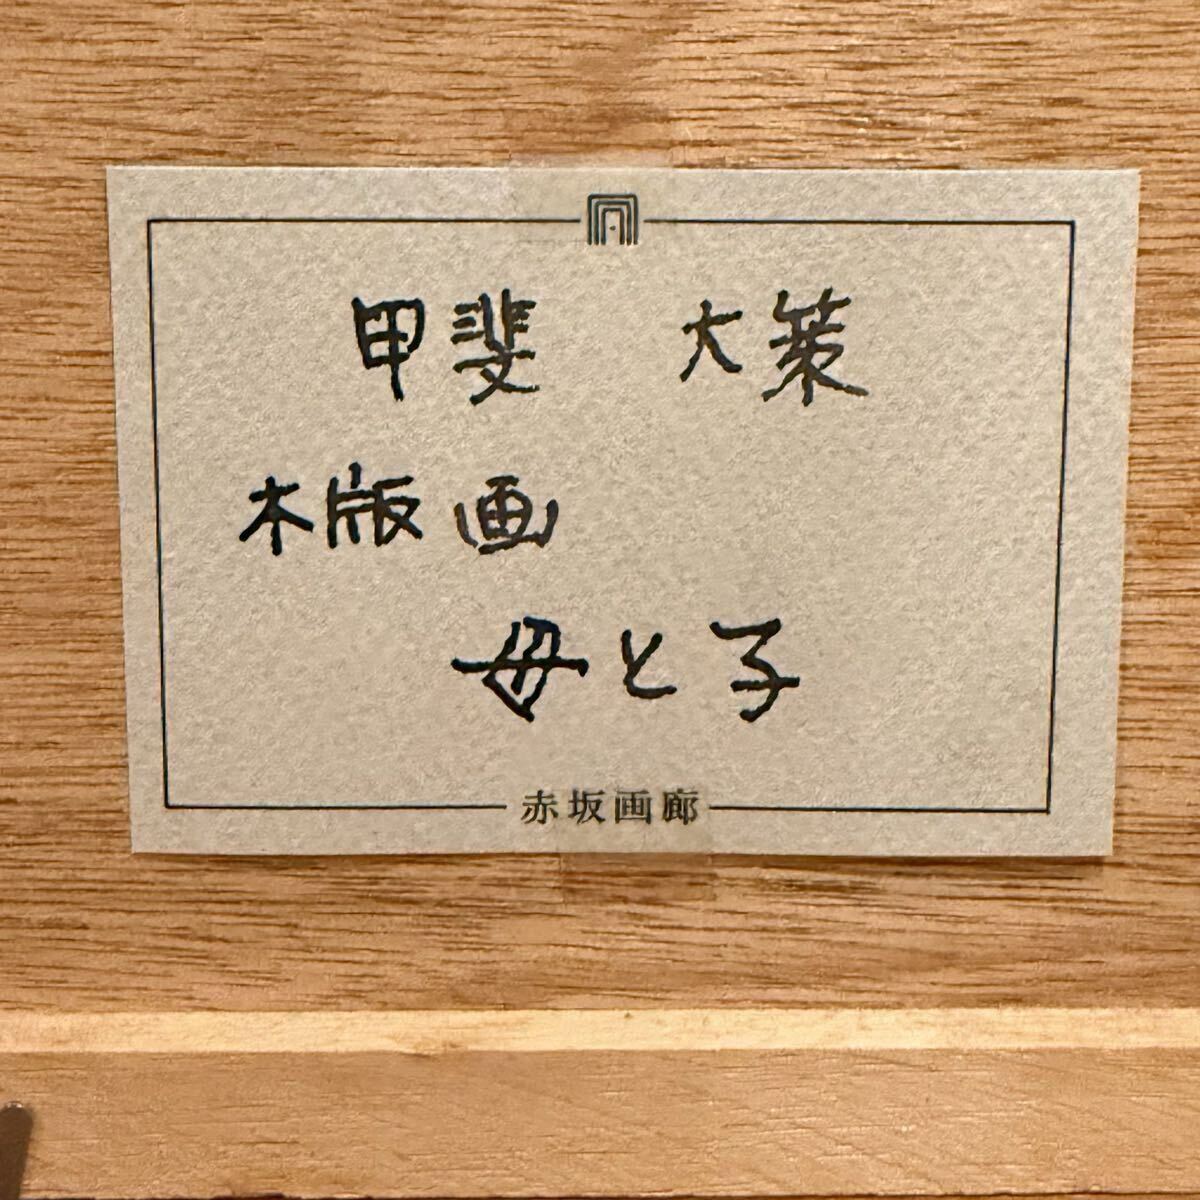 甲斐 大策
木版画
母と子
赤坂画廊